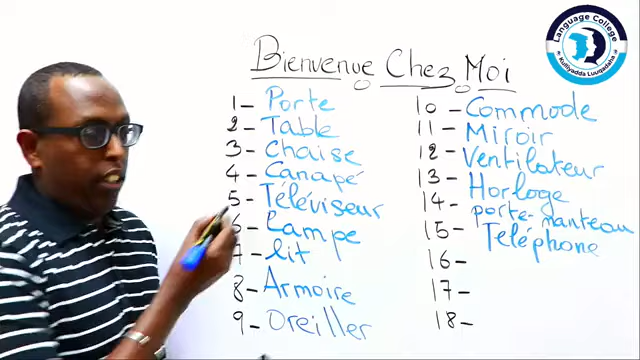 Language College
Kulliyadda Luuqadaha
Bienvenue Chez Moi
1- Porte
2- Table
3- Chaise
4- Canapé
5- Téléviseur
6- Lampe
7- lit
8- Armoire
9- Oreiller
10- Commode
11- Miroir
12- Ventilateur
13- Horloge
14- porte-manteau
15- Téléphone
16-
17-
18-